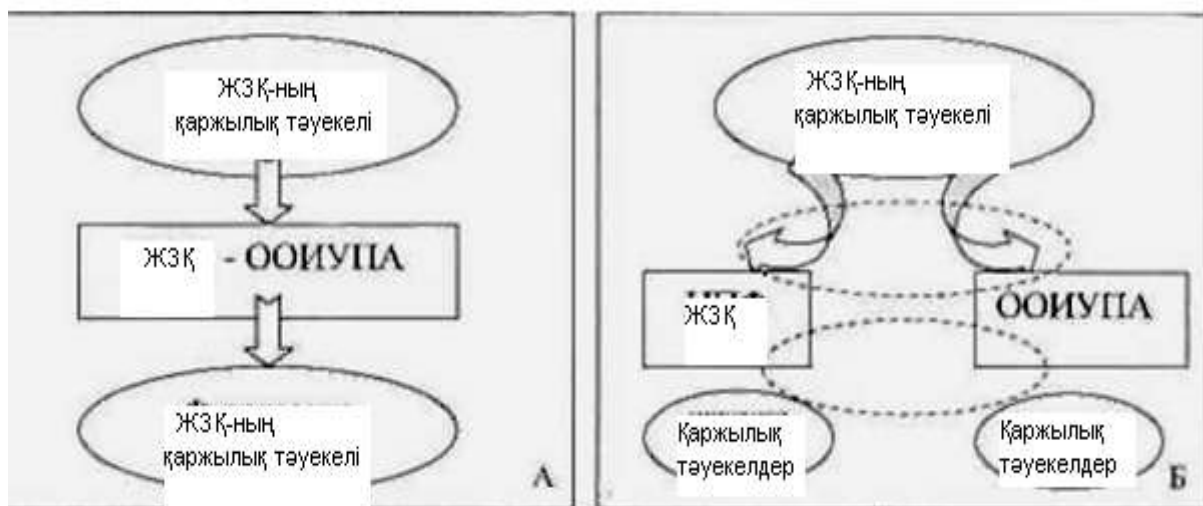 ЖЗҚ-ның
қаржылық тәуекелі
ЖЗҚ - ООИУПА
ЖЗҚ-ның
қаржылық тәуекелі
А
ЖЗҚ-ның
қаржылық тәуекелі
ЖЗҚ
ООИУПА
Қаржылық
тәуекелдер
Қаржылық
тәуекелдер
Б